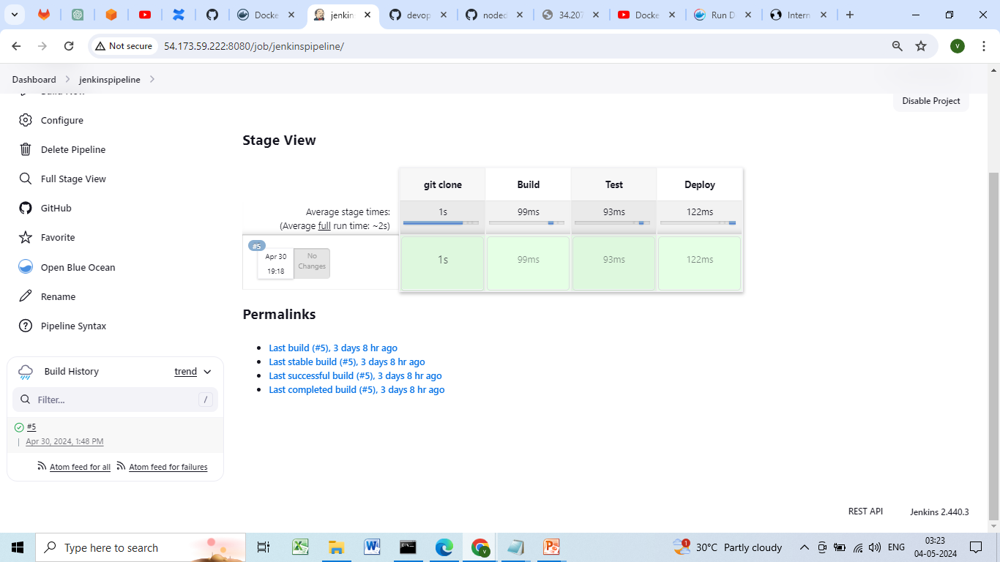 Docke
jenkin
devop
noded
34.207
Docke
Run D
Intern
Not secure
54.173.59.222:8080/job/jenkinspipeline/
V
Dashboard
jenkinspipeline
Build Now
Disable Project
Configure
Delete Pipeline
Full Stage View
GitHub
Favorite
Open Blue Ocean
Rename
Pipeline Syntax
Build History
trend
Filter...
/
#5
Apr 30, 2024, 1:48 PM
Atom feed for all
Atom feed for failures
Stage View
git clone
Build
Test
Deploy
Average stage times:
1s
99ms
93ms
122ms
(Average full run time: ~2s)
#5
Apr 30
19:18
No
Changes
1s
99ms
93ms
122ms
Permalinks
Last build (#5), 3 days 8 hr ago
Last stable build (#5), 3 days 8 hr ago
Last successful build (#5), 3 days 8 hr ago
Last completed build (#5), 3 days 8 hr ago
REST API
Jenkins 2.440.3
Type here to search
1
30°C Partly cloudy
ENG
03:23
04-05-2024